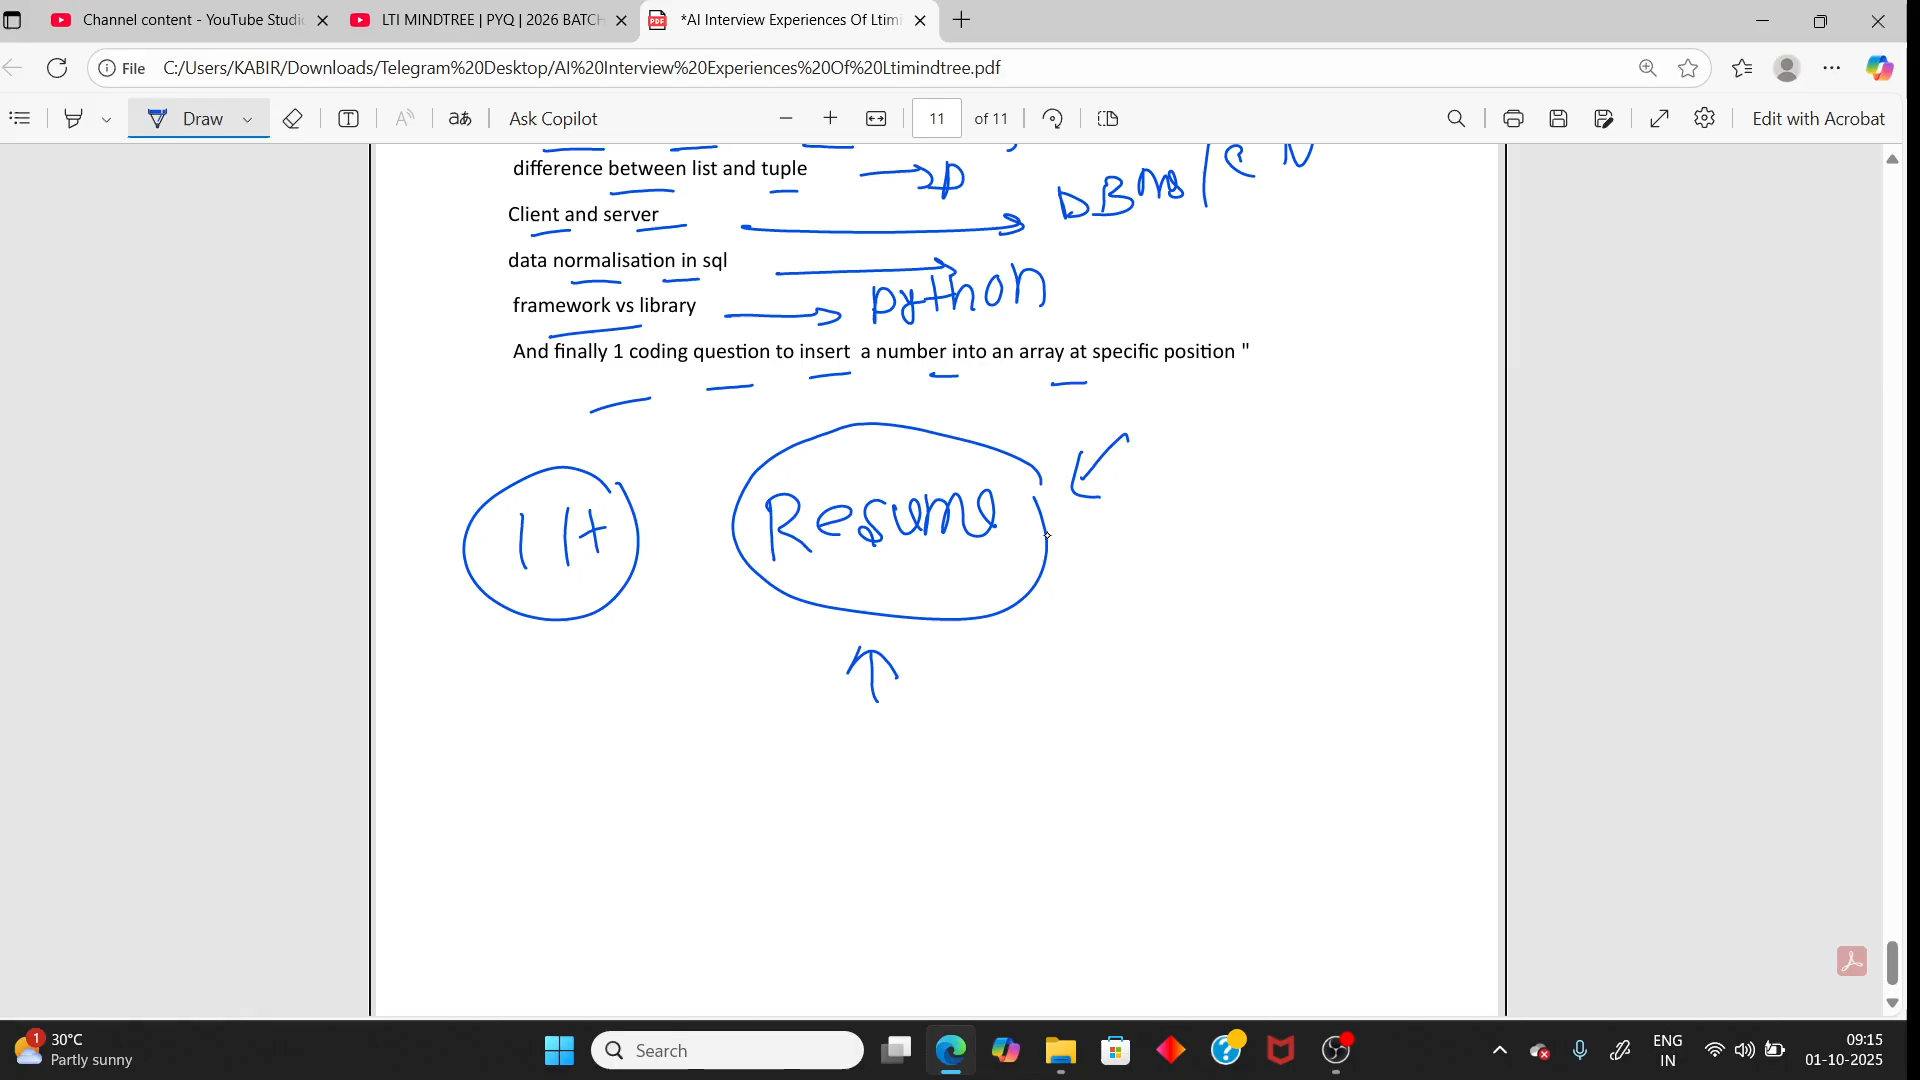 Channel content - YouTube Studi
LTI MINDTREE | PYQ | 2026 BATCH
*AI Interview Experiences Of Ltimi
File
C:/Users/KABIR/Downloads/Telegram%20Desktop/AI%20Interview%20Experiences%20Of%20Ltimindtree.pdf
Draw
Ask Copilot
11 of 11
Edit with Acrobat
difference between list and tuple
p
Client and server
DBMS / CN
data normalisation in sql
framework vs library
python
And finally 1 coding question to insert a number into an array at specific position "
11+
Resume
1
30°C
Partly sunny
Search
ENG
IN
09:15
01-10-2025